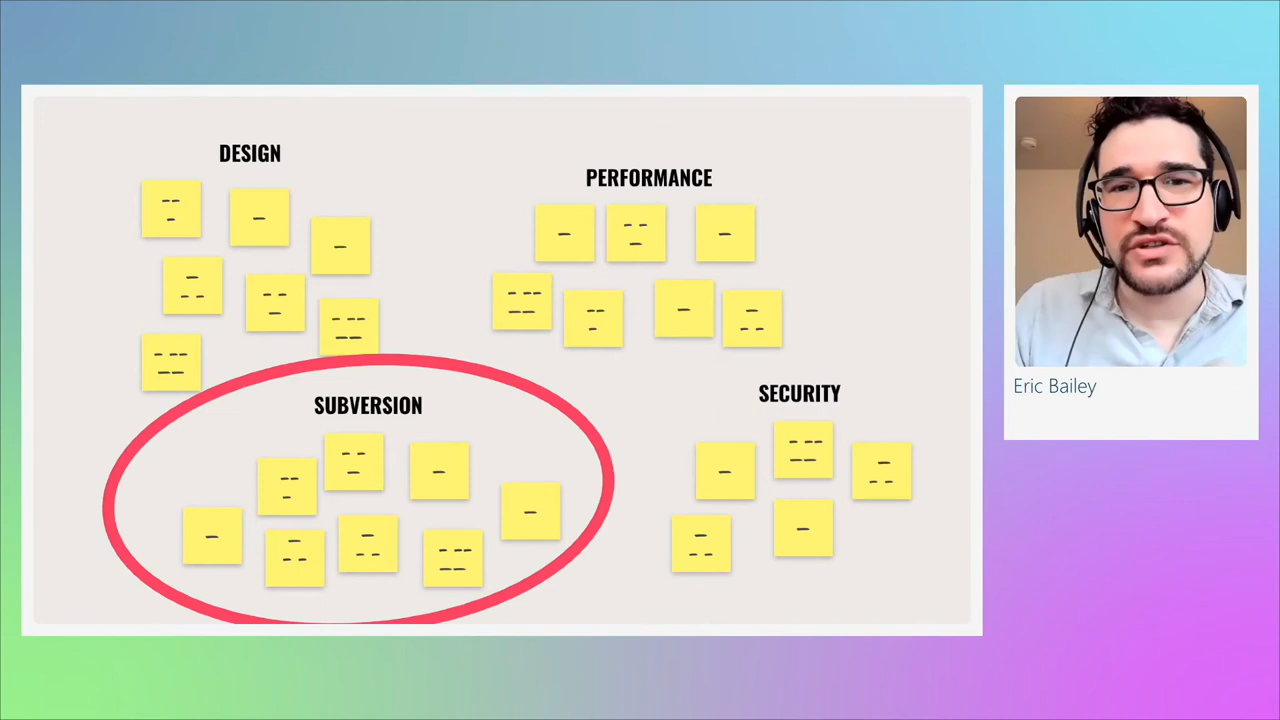 DESIGN
PERFORMANCE
SUBVERSION
SECURITY
Eric Bailey